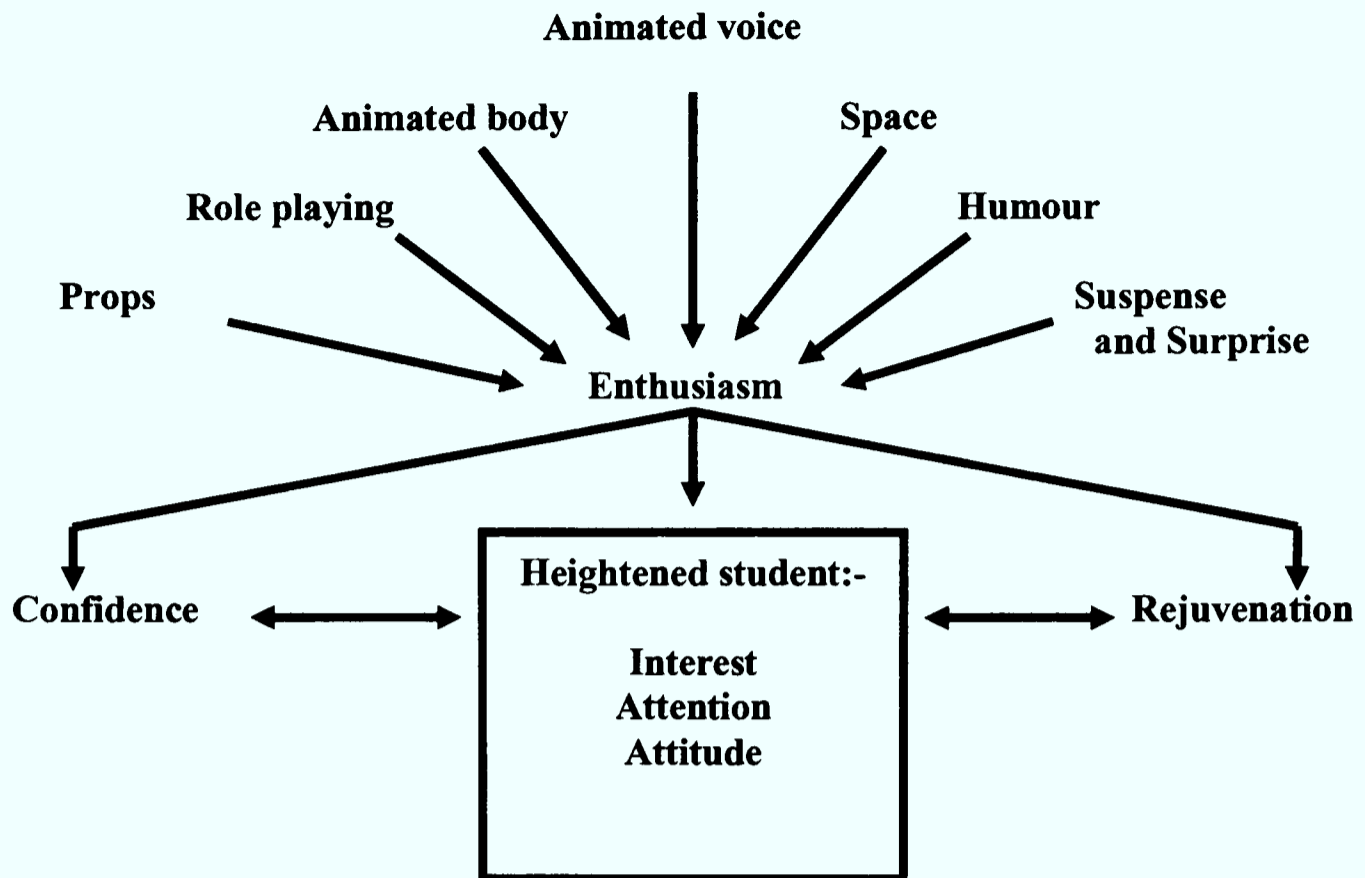 Animated voice
Animated body
Space
Role playing
Humour
Props
Suspense
and Surprise
Enthusiasm
Heightened student:-
Confidence
Rejuvenation
Interest
Attention
Attitude